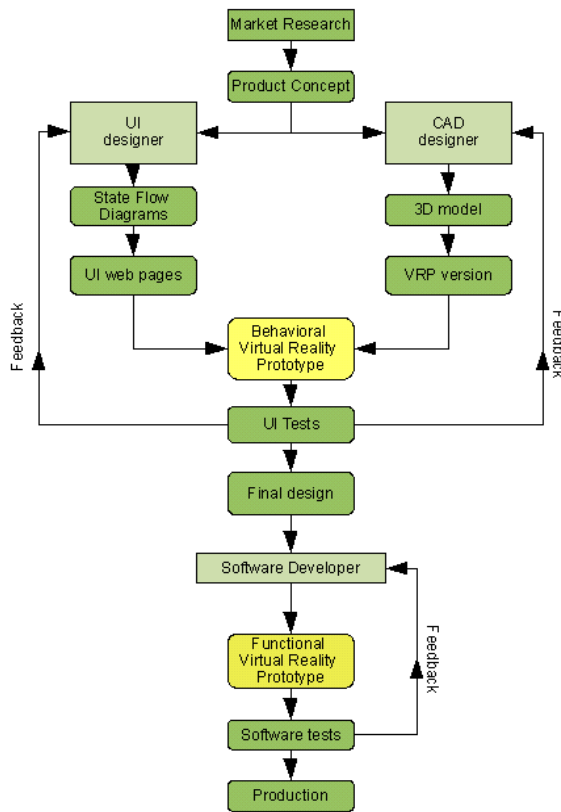 Market Research
Product Concept
UI
designer
CAD
designer
State Flow
Diagrams
3D model
UI web pages
VRP version
Feedback
Feedback
Behavioral
Virtual Reality
Prototype
UI Tests
Final design
Software Developer
Functional
Virtual Reality
Prototype
Feedback
Software tests
Production